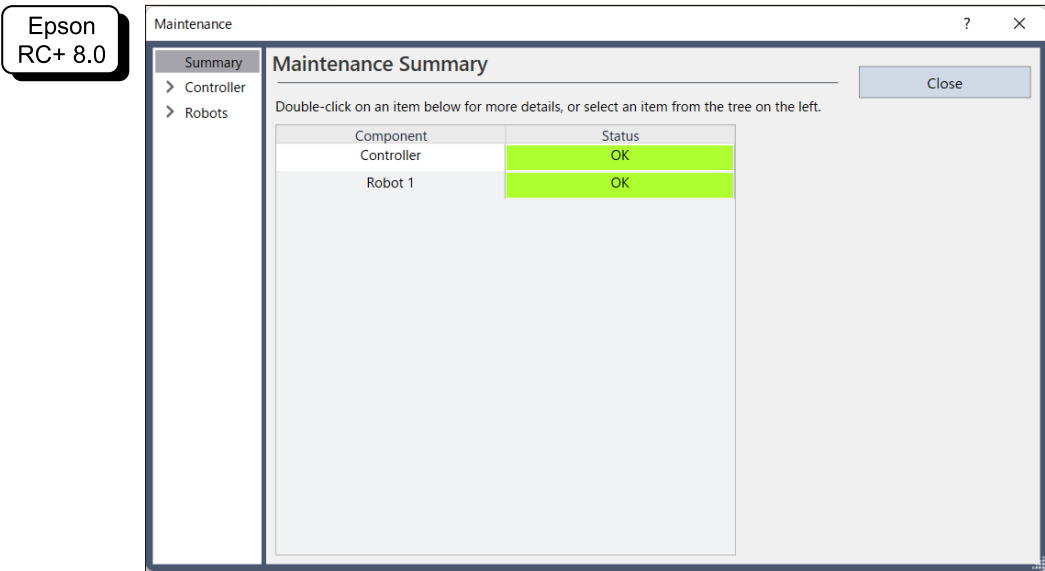 Epson
RC+ 8.0
Maintenance
?
Summary
Controller
Robots
Maintenance Summary
Close
Double-click on an item below for more details, or select an item from the tree on the left.
Component Status
Controller OK
Robot 1 OK